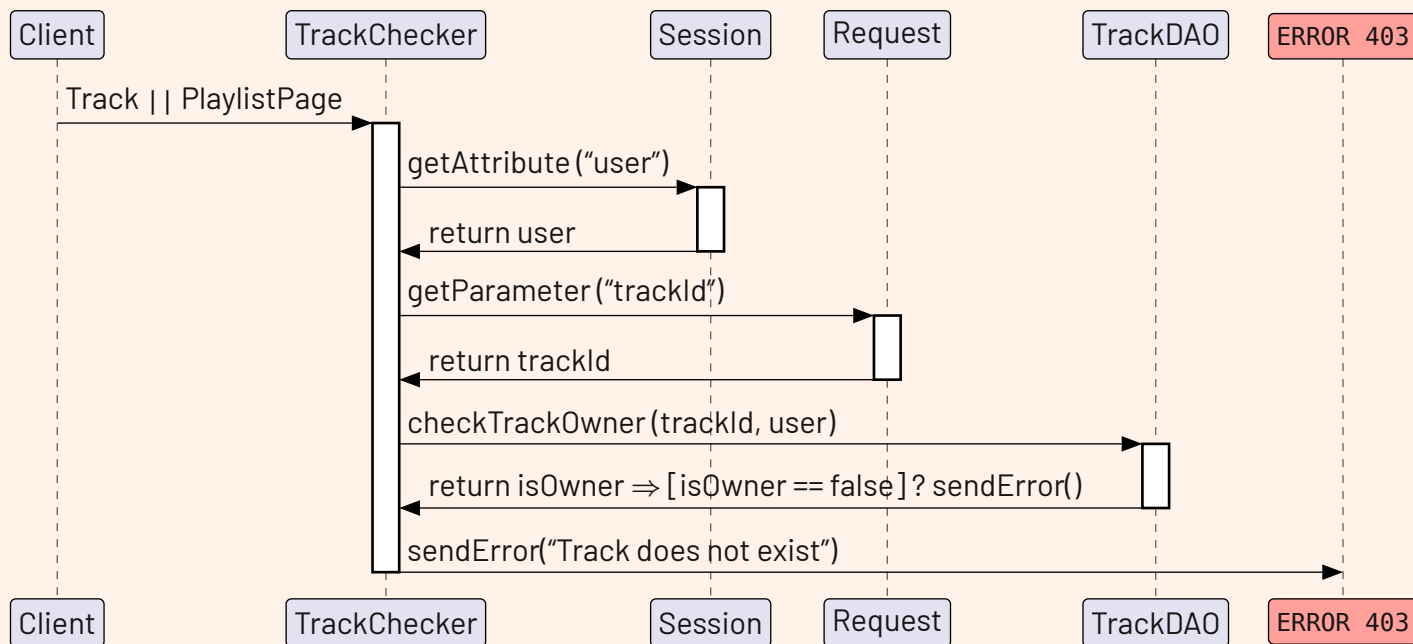 Client TrackChecker Session Request TrackDAO ERROR 403
Track || PlaylistPage
getAttribute (“user”)
return user
getParameter (“trackId”)
return trackId
checkTrackOwner (trackId, user)
return isOwner ⇒ [isOwner == false] ? sendError()
sendError(“Track does not exist”)
Client TrackChecker Session Request TrackDAO ERROR 403